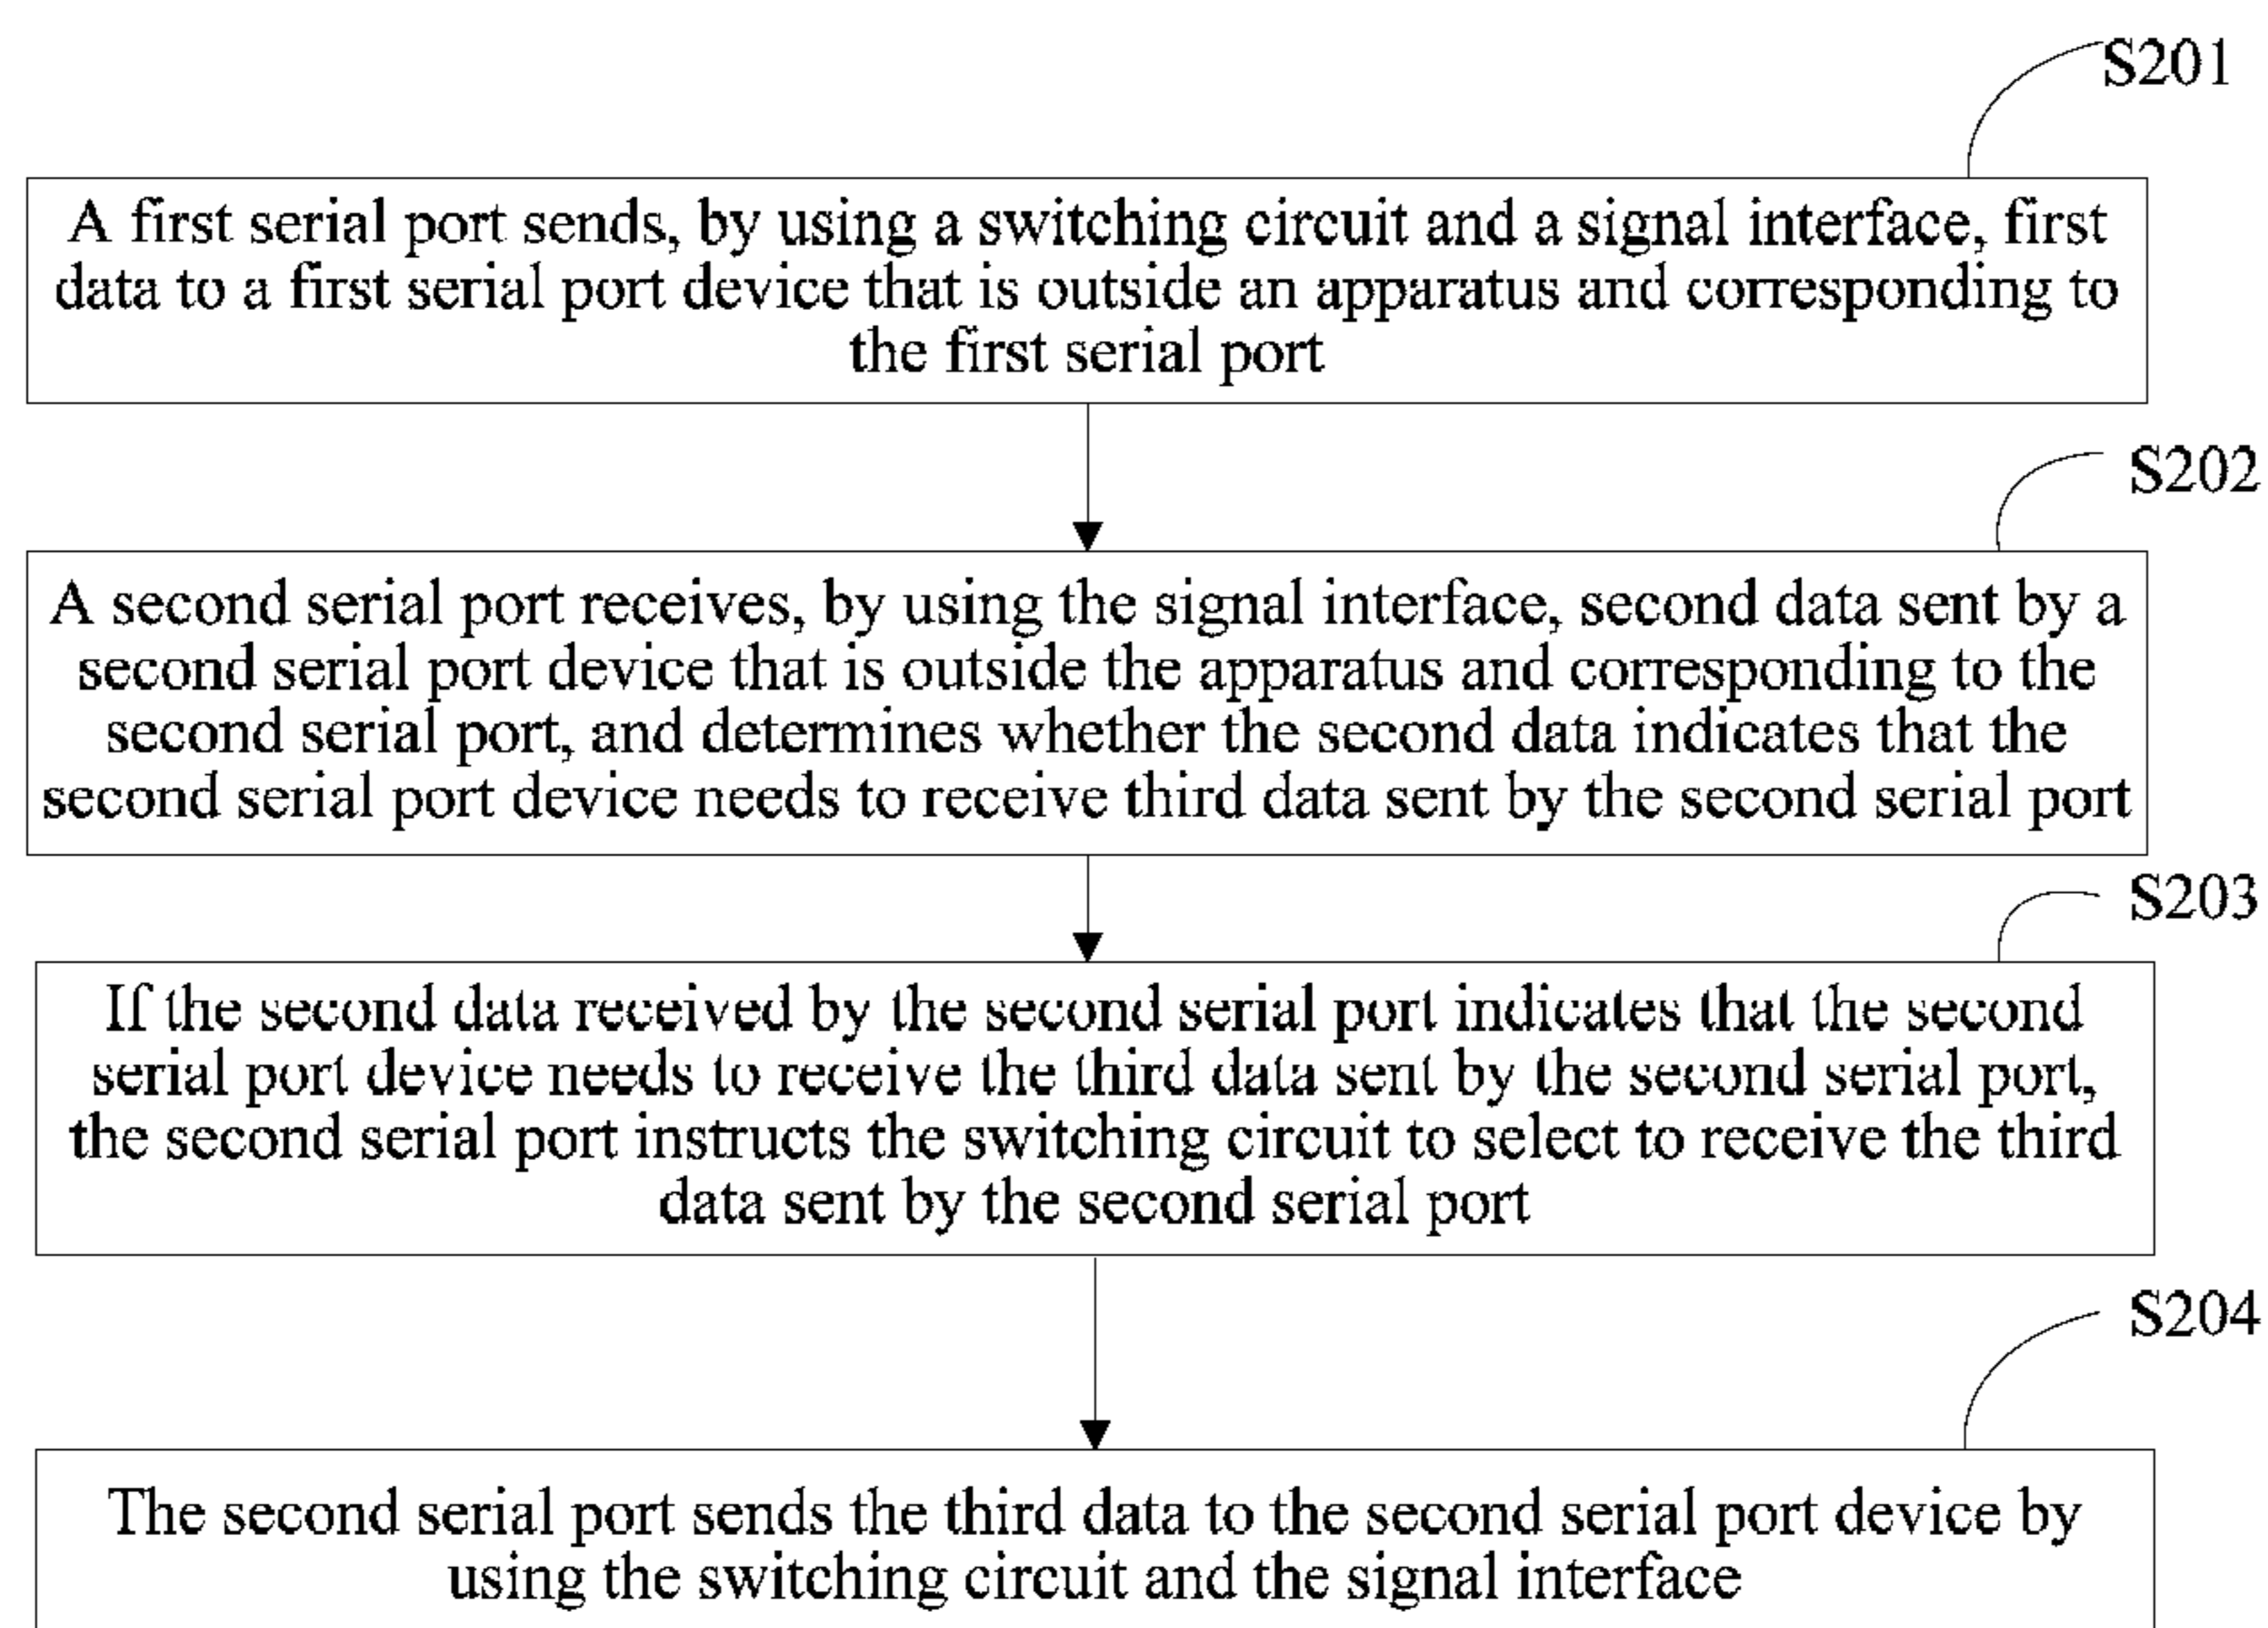 S201
A first serial port sends, by using a switching circuit and a signal interface, first
data to a first serial port device that is outside an apparatus and corresponding to
the first serial port
S202
A second serial port receives, by using the signal interface, second data sent by a
second serial port device that is outside the apparatus and corresponding to the
second serial port, and determines whether the second data indicates that the
second serial port device needs to receive third data sent by the second serial port
S203
If the second data received by the second serial port indicates that the second
serial port device needs to receive the third data sent by the second serial port,
the second serial port instructs the switching circuit to select to receive the third
data sent by the second serial port
S204
The second serial port sends the third data to the second serial port device by
using the switching circuit and the signal interface